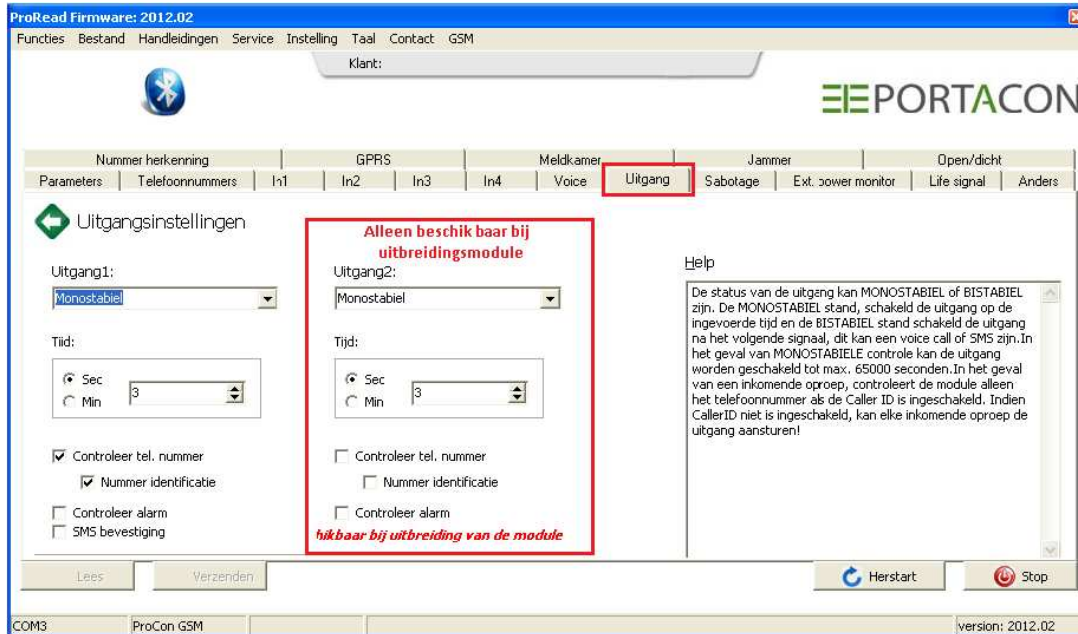 ProRead Firmware: 2012.02
Functies Bestand Handleidingen Service Instelling Taal Contact GSM
Klant:
PORTACON
Nummer herkenning GPRS Meldkamer Jammer Open/dicht
Parameters Telefoonnummers In1 In2 In3 In4 Voice Uitgang Sabotage Ext. power monitor Life signal Anders
Uitgangsinstellingen
Uitgang1:
Monostabiel
Tijd:
Sec
Min
3
Controleer tel. nummer
Nummer identificatie
Controleer alarm
SMS bevestiging
Alleen beschik baar bij
uitbreidingsmodule
Uitgang2:
Monostabiel
Tijd:
Sec
Min
3
Controleer tel. nummer
Nummer identificatie
Controleer alarm
hikbaar bij uitbreiding van de module
Help
De status van de uitgang kan MONOSTABIEL of BISTABIEL
zijn. De MONOSTABIEL stand, schakeld de uitgang op de
ingevoerde tijd en de BISTABIEL stand schakeld de uitgang
na het volgende signaal, dit kan een voice call of SMS zijn.In
het geval van MONOSTABIELE controle kan de uitgang
worden geschakeld tot max. 65000 seconden.In het geval
van een inkomende oproep, controleert de module alleen
het telefoonnummer als de Caller ID is ingeschakeld. Indien
CallerID niet is ingeschakeld, kan elke inkomende oproep de
uitgang aansturen!
Lees Verzenden Herstart Stop
COM3 ProCon GSM version: 2012.02